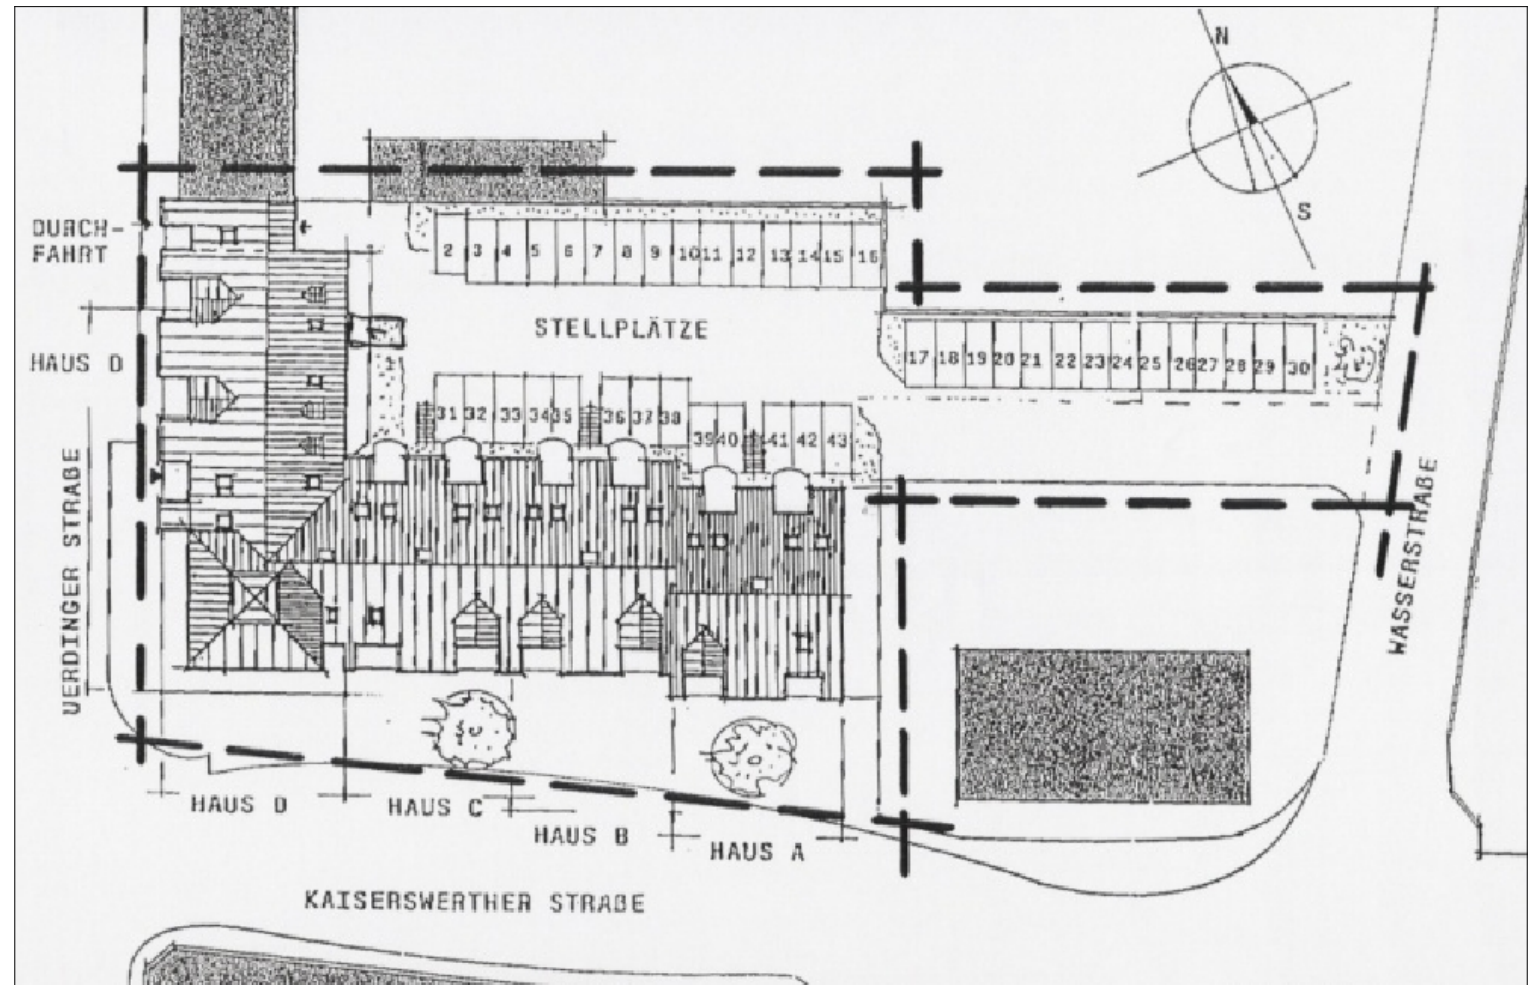 N
S
DURCH-
FAHRT
2 3 4 5 6 7 8 9 10 11 12 13 14 15 16
STELLPLÄTZE
HAUS D
17 18 19 20 21 22 23 24 25 26 27 28 29 30
31 32 33 34 35 36 37 38
39 40 41 42 43
UERDINGER STRAßE
WASSERSTRAßE
HAUS D
HAUS C
HAUS B
HAUS A
KAISERSWERTHER STRAßE